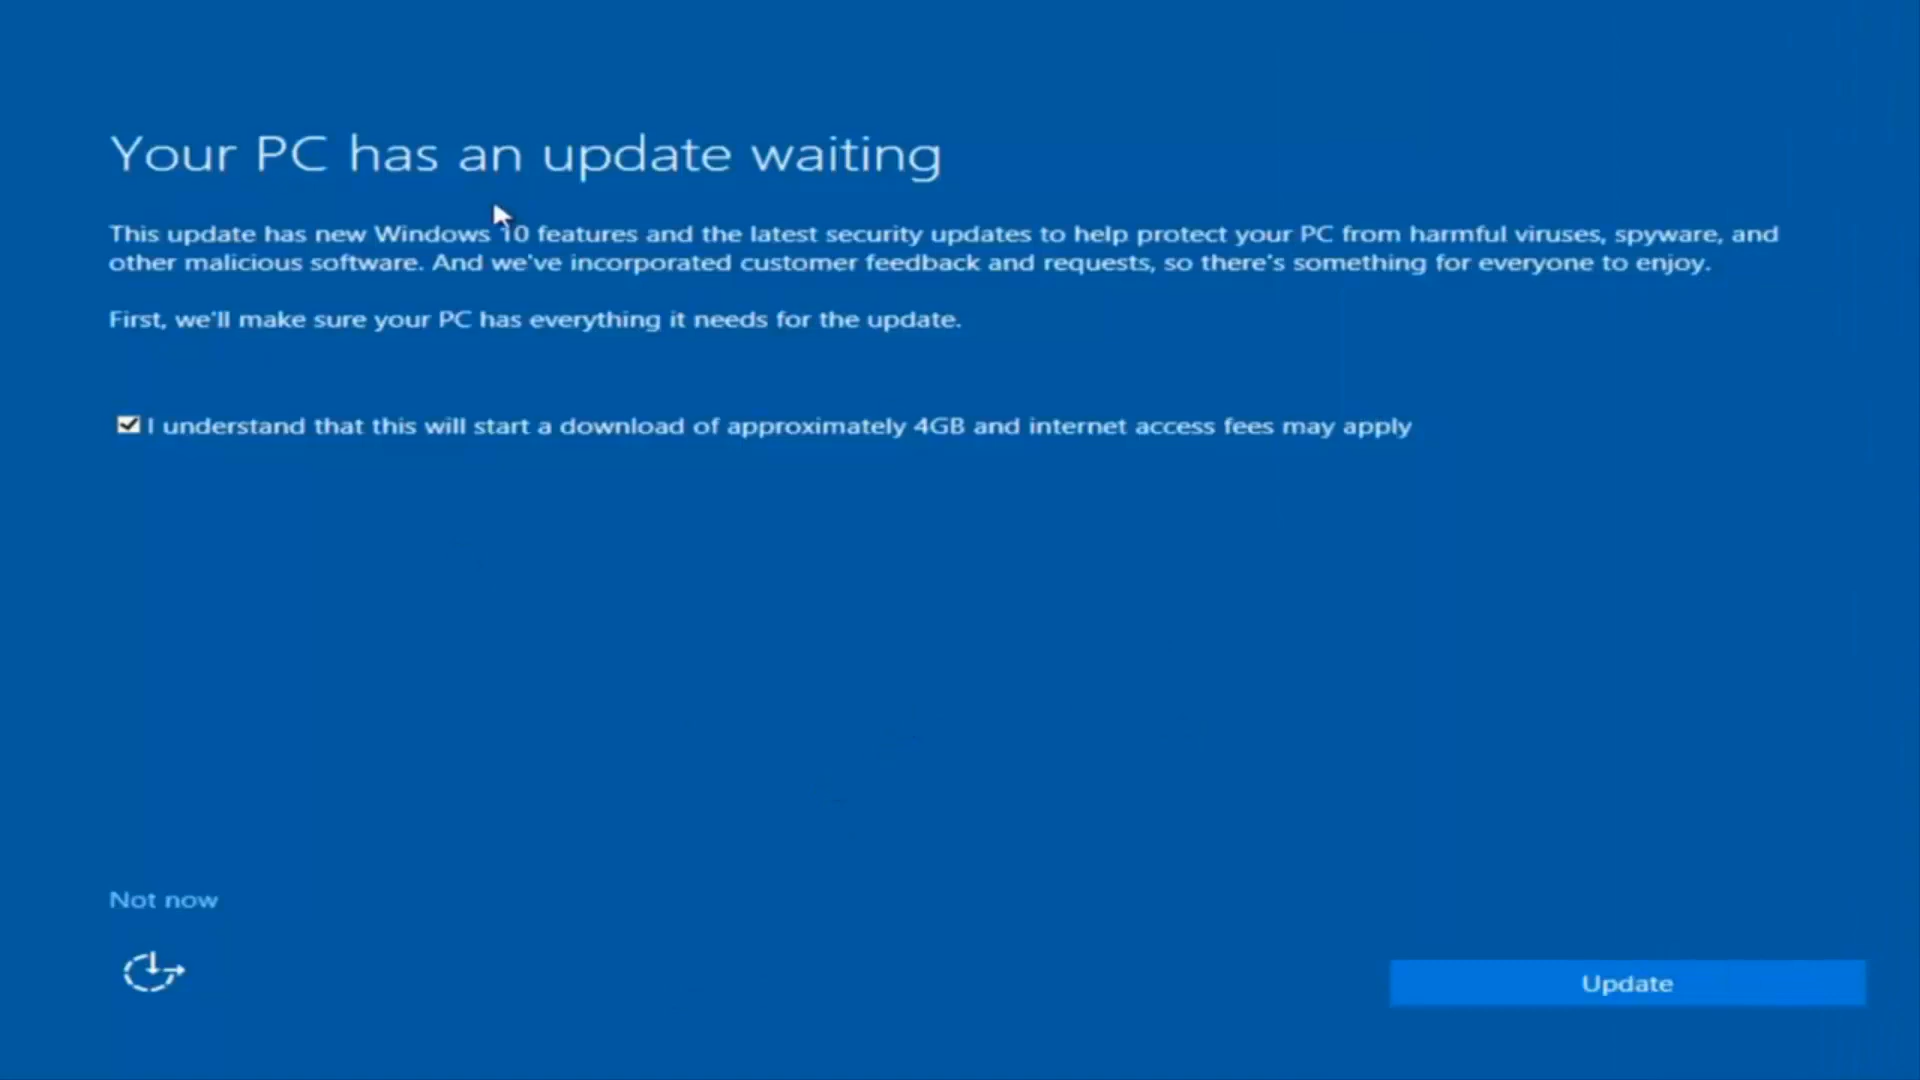 Your PC has an update waiting
This update has new Windows 10 features and the latest security updates to help protect your PC from harmful viruses, spyware, and
other malicious software. And we've incorporated customer feedback and requests, so there's something for everyone to enjoy.
First, we'll make sure your PC has everything it needs for the update.
I understand that this will start a download of approximately 4GB and internet access fees may apply
Not now
Update